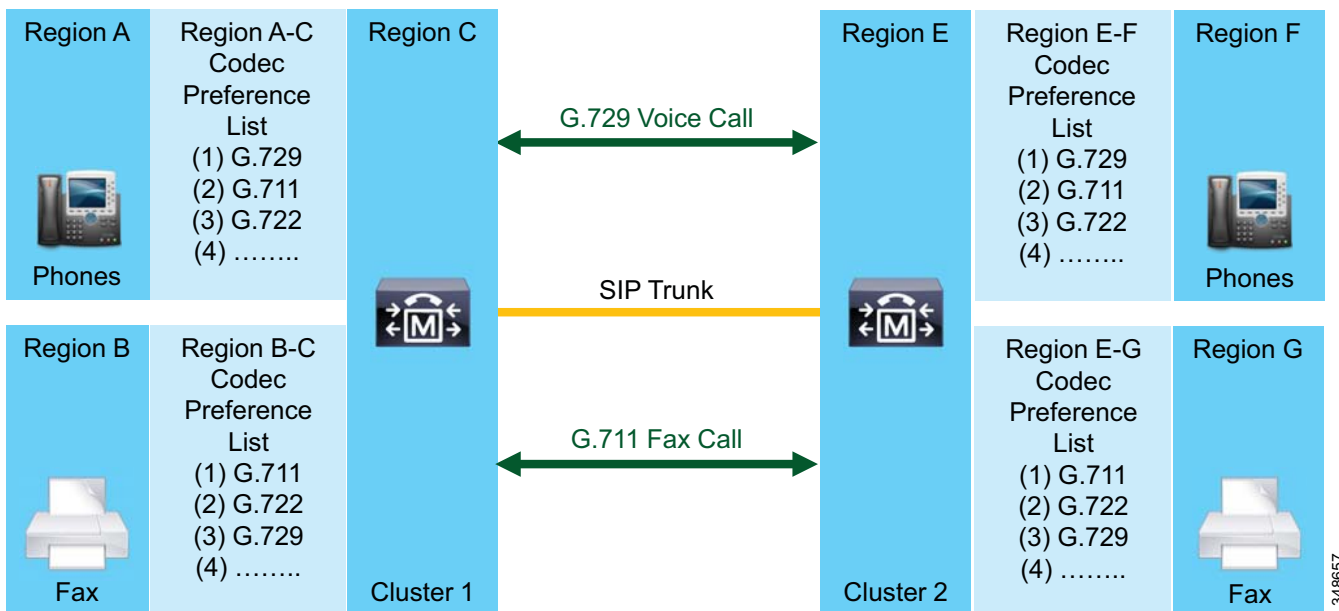 Region A
Phones
Region A-C
Codec
Preference
List
(1) G.729
(2) G.711
(3) G.722
(4) ……..
Region B
Fax
Region B-C
Codec
Preference
List
(1) G.711
(2) G.722
(3) G.729
(4) ……..
Region C
M
Cluster 1
G.729 Voice Call
SIP Trunk
G.711 Fax Call
Region E
M
Cluster 2
Region E-F
Codec
Preference
List
(1) G.729
(2) G.711
(3) G.722
(4) ……..
Region F
Phones
Region E-G
Codec
Preference
List
(1) G.711
(2) G.722
(3) G.729
(4) ……..
Region G
Fax
348657